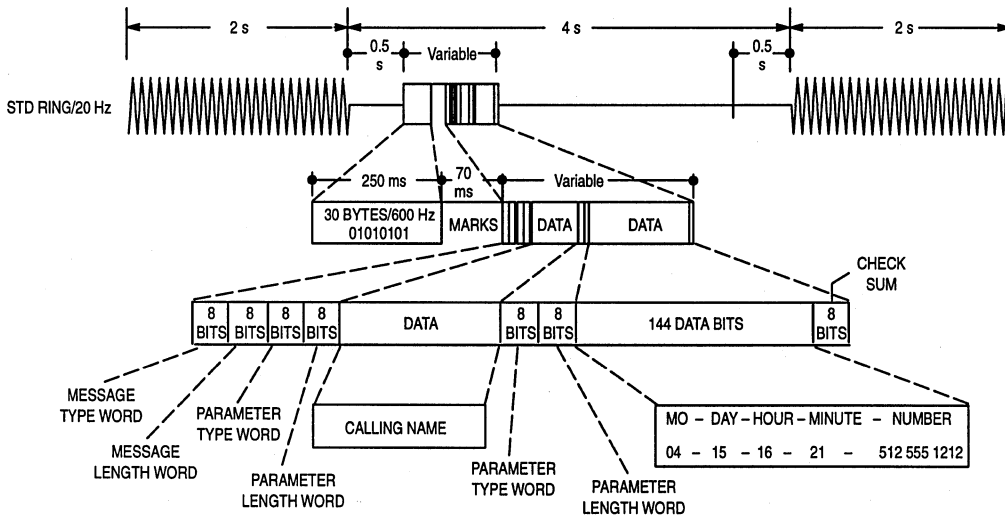 2 s
4 s
2 s
0.5 s
Variable
0.5 s
STD RING/20 Hz
250 ms
70 ms
Variable
30 BYTES/600 Hz
01010101
MARKS
DATA
DATA
CHECK
SUM
8 BITS
8 BITS
8 BITS
8 BITS
DATA
8 BITS
8 BITS
144 DATA BITS
8 BITS
MESSAGE
TYPE WORD
MESSAGE
LENGTH WORD
PARAMETER
TYPE WORD
PARAMETER
LENGTH WORD
CALLING NAME
PARAMETER
TYPE WORD
PARAMETER
LENGTH WORD
MO – DAY – HOUR – MINUTE – NUMBER
04 – 15 – 16 – 21 – 512 555 1212